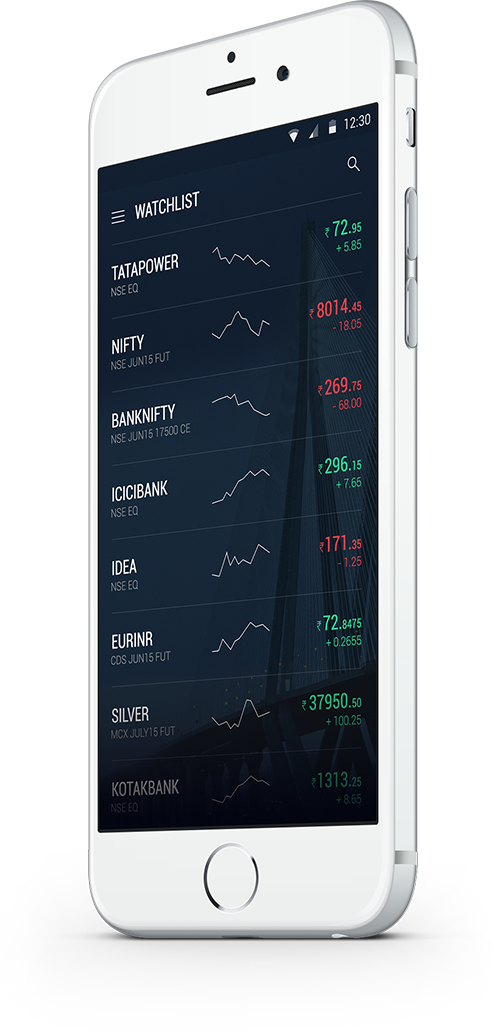 12:30
WATCHLIST
TATAPOWER
NSE EQ
₹ 72.95
+ 5.85
NIFTY
NSE JUN15 FUT
₹ 8014.45
- 18.05
BANKNIFTY
NSE JUN15 17500 CE
₹ 269.75
- 68.00
ICICIBANK
NSE EQ
₹ 296.15
+ 7.65
IDEA
NSE EQ
₹ 171.35
- 1.25
EURINR
CDS JUN15 FUT
₹ 72.8475
+ 0.2655
SILVER
MCX JULY15 FUT
₹ 37950.50
+ 100.25
KOTAKBANK
NSE EQ
₹ 1313.25
+ 8.65